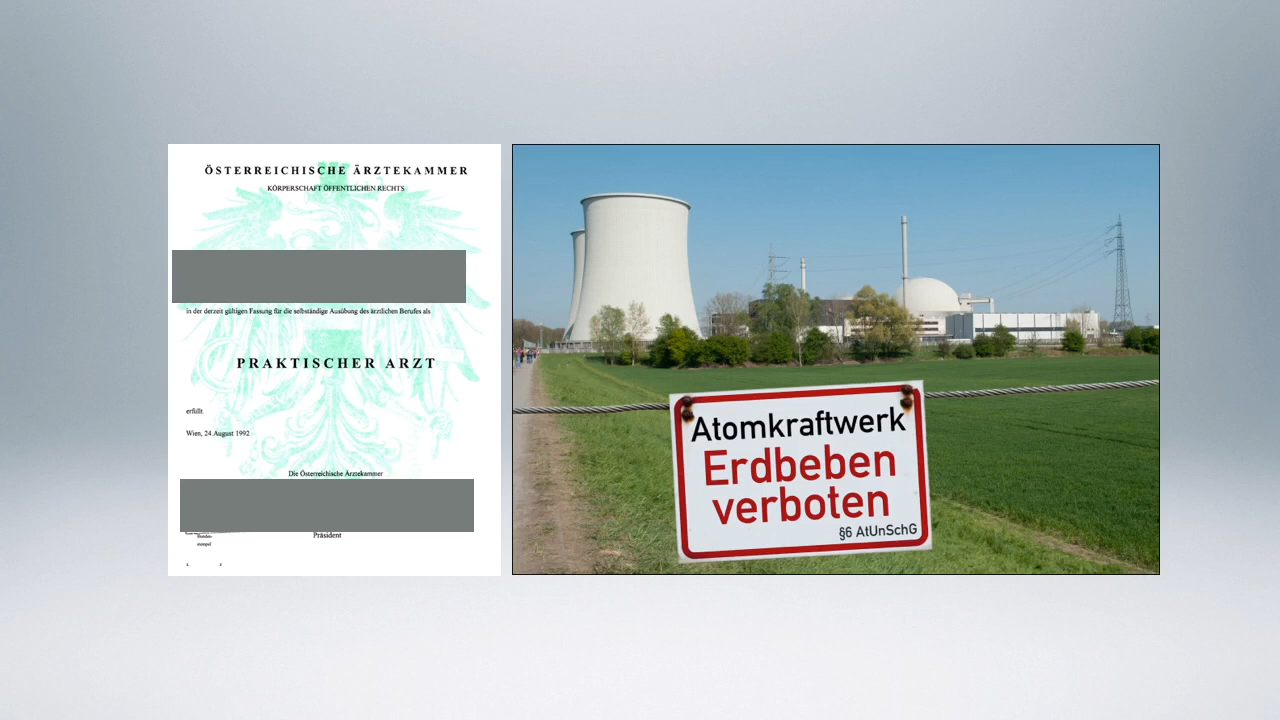 ÖSTERREICHISCHE ÄRZTEKAMMER
KÖRPERSCHAFT ÖFFENTLICHEN RECHTS
in der derzeit gültigen Fassung für die selbständige Ausübung des ärztlichen Berufes als
PRAKTISCHER ARZT
erfüllt.
Wien, 24 August 1992
Die Österreichische Ärztekammer
Präsident
Atomkraftwerk
Erdbeben
verboten
§6 AtUnSchG